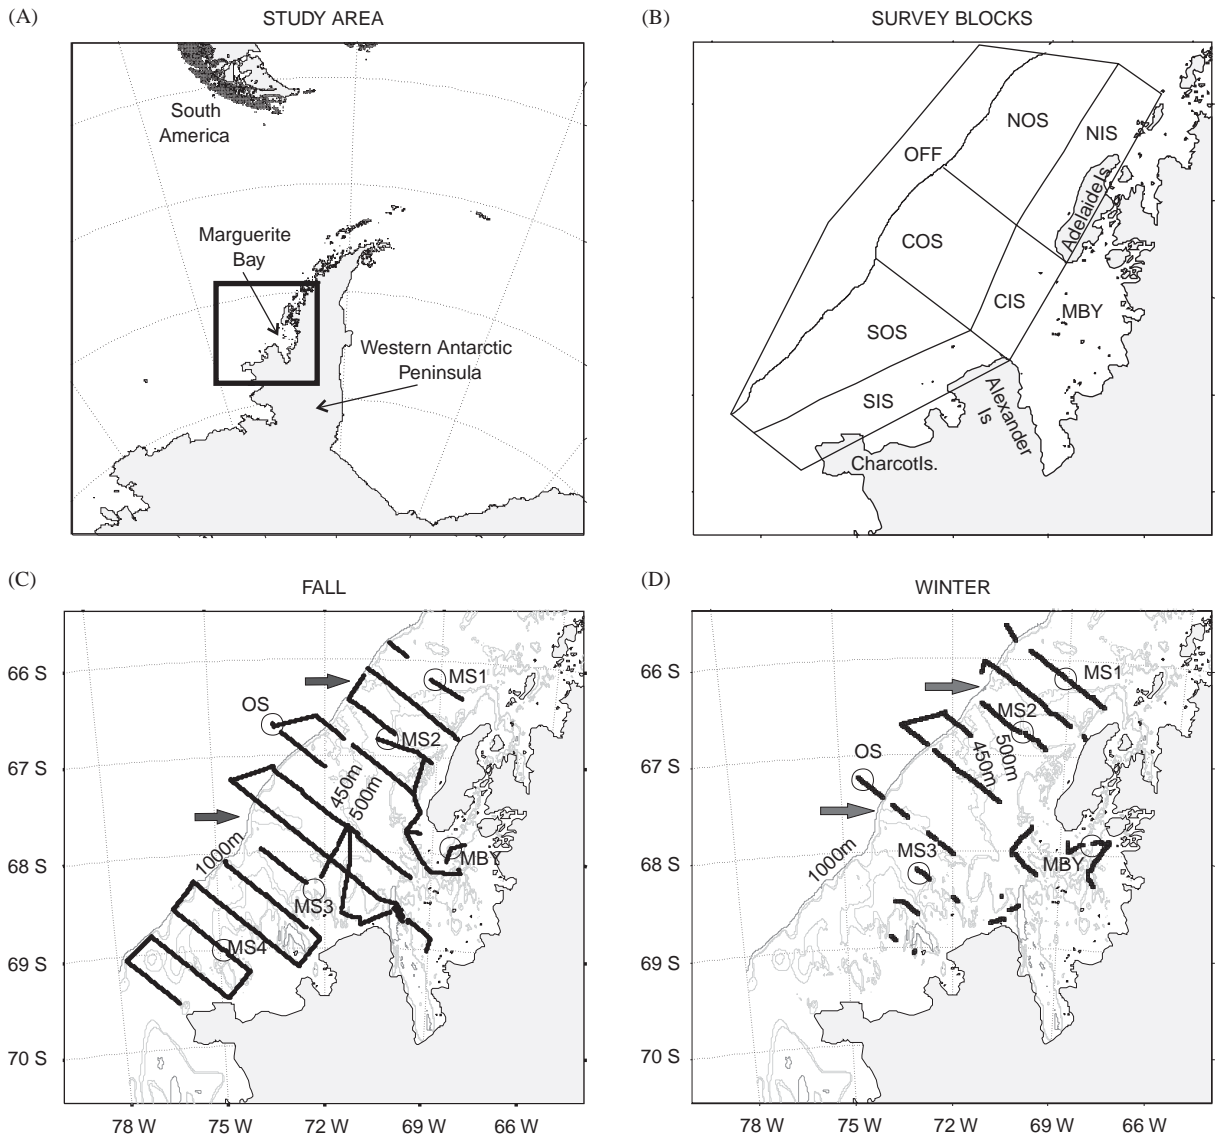 (A)
STUDY AREA
South
America
Marguerite
Bay
Western Antarctic
Peninsula
(B)
SURVEY BLOCKS
NOS
NIS
OFF
Adelaide Is.
COS
CIS
MBY
SOS
SIS
Alexander
Is
CharcotIs.
(C)
FALL
66 S
67 S
68 S
69 S
70 S
MS1
OS
MS2
450m
500m
1000m
MBY
MS3
MS4
78 W
75 W
72 W
69 W
66 W
(D)
WINTER
66 S
67 S
68 S
69 S
70 S
MS1
MS2
500m
450m
OS
1000m
MS3
MBY
78 W
75 W
72 W
69 W
66 W